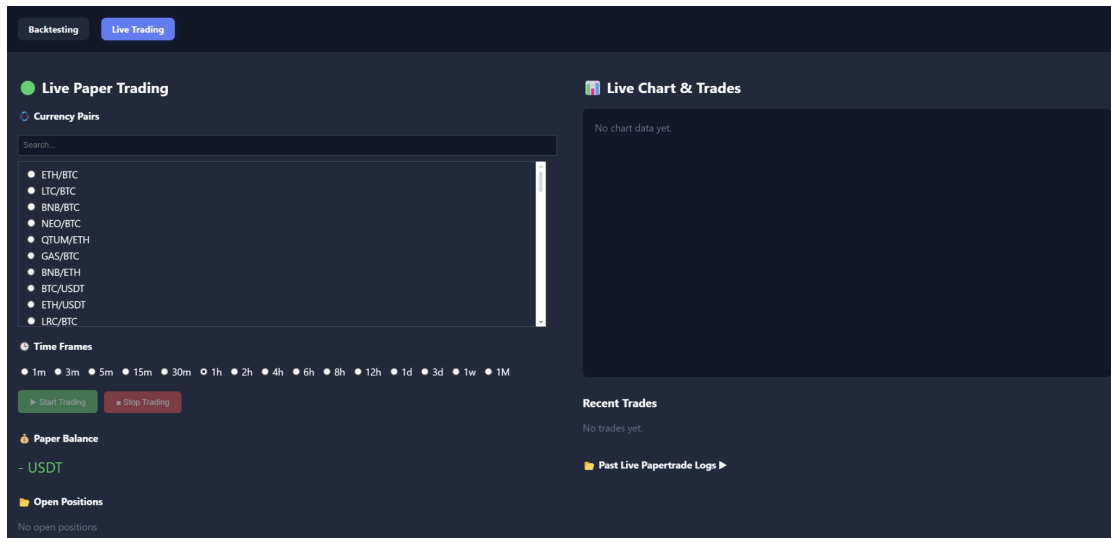 Backtesting
Live Trading
Live Paper Trading
Currency Pairs
Search...
ETH/BTC
LTC/BTC
BNB/BTC
NEO/BTC
QTUM/ETH
GAS/BTC
BNB/ETH
BTC/USDT
ETH/USDT
LRC/BTC
Time Frames
1m 3m 5m 15m 30m 1h 2h 4h 6h 8h 12h 1d 3d 1w 1M
▶ Start Trading
■ Stop Trading
Paper Balance
- USDT
Open Positions
No open positions
Live Chart & Trades
No chart data yet.
Recent Trades
No trades yet.
Past Live Papertrade Logs ▶